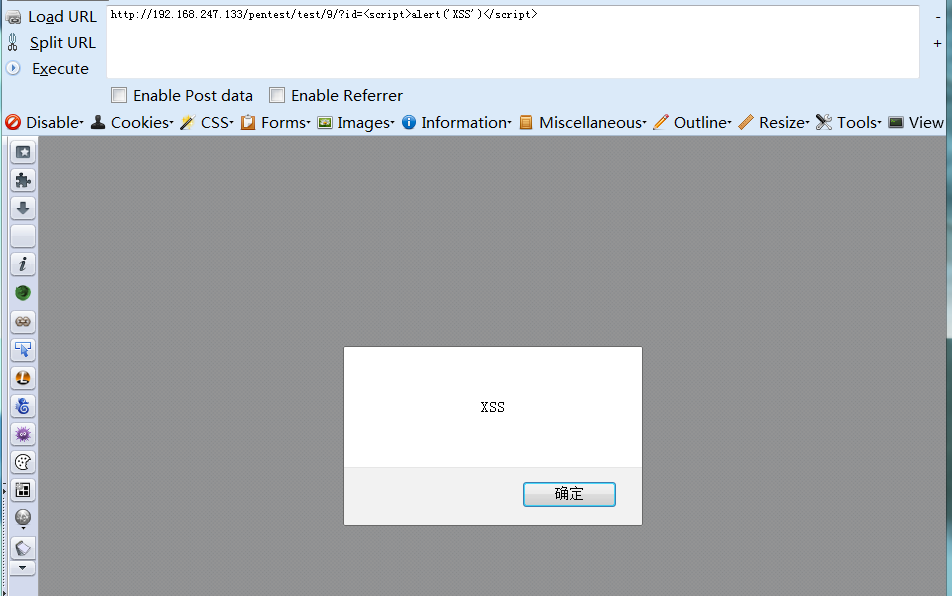 Load URL
http://192.168.247.133/pentest/test/9/?id=<script>alert('XSS')</script>
Split URL
Execute
Enable Post data Enable Referrer
Disable Cookies CSS Forms Images Information Miscellaneous Outline Resize Tools View
XSS
确定